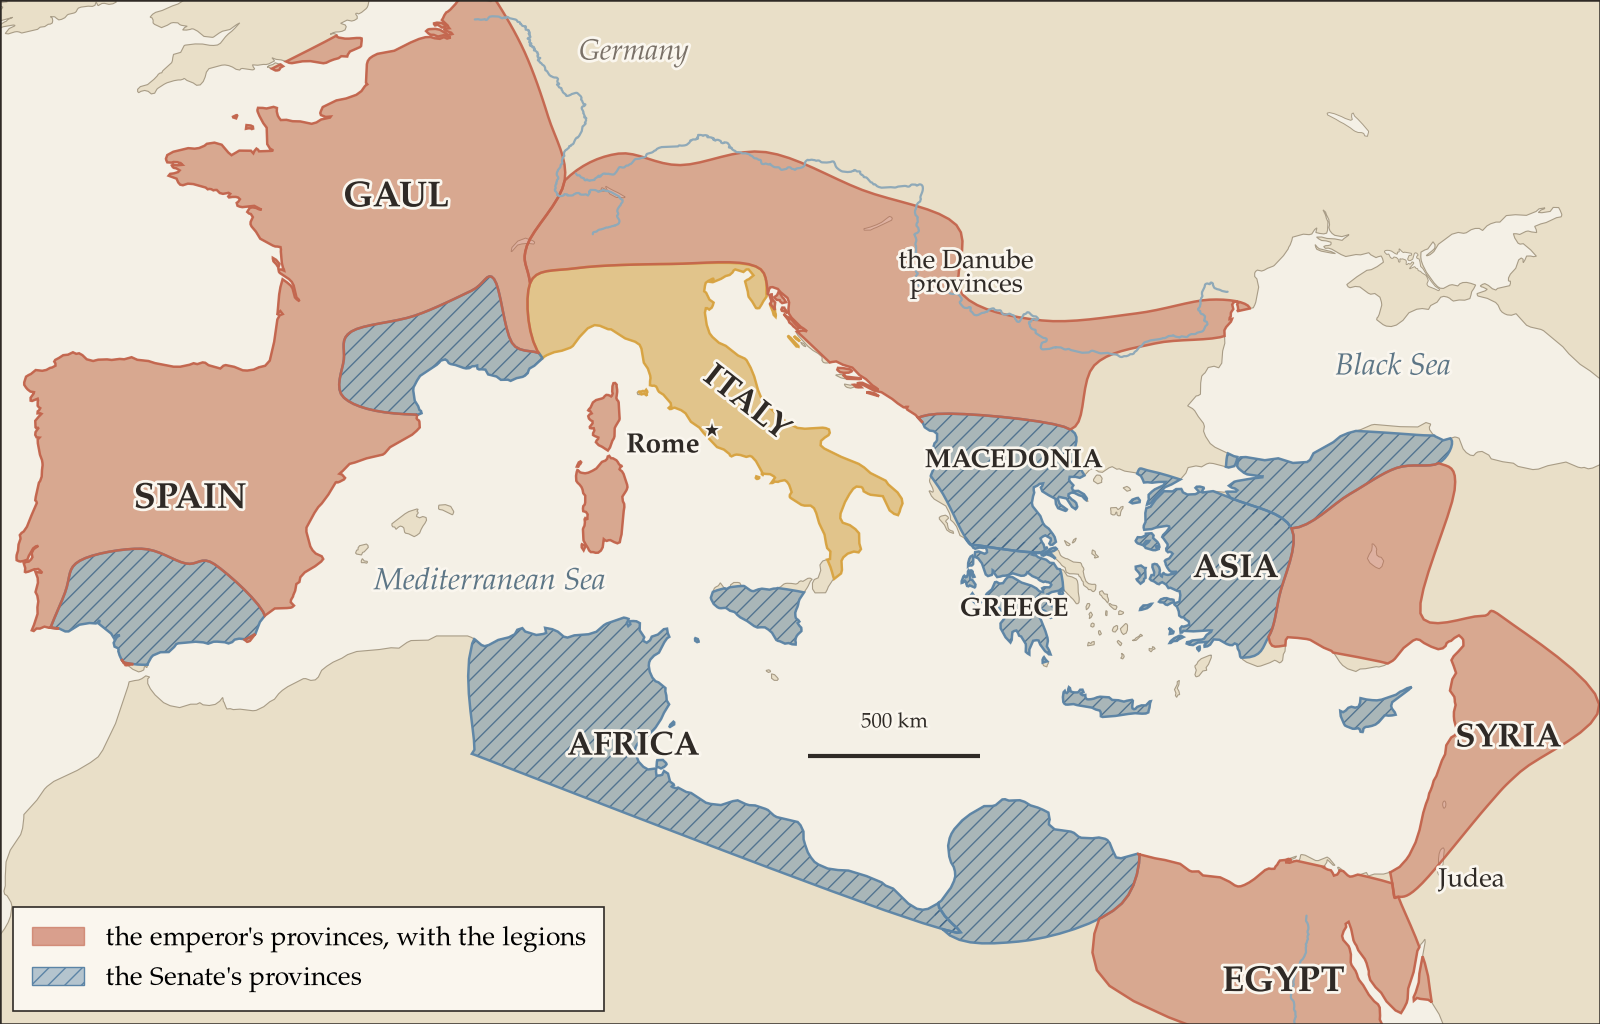 Germany
GAUL
the Danube
provinces
Black Sea
ITALY
Rome
MACEDONIA
SPAIN
Mediterranean Sea
ASIA
GREECE
500 km
SYRIA
AFRICA
Judea
EGYPT
the emperor's provinces, with the legions
the Senate's provinces